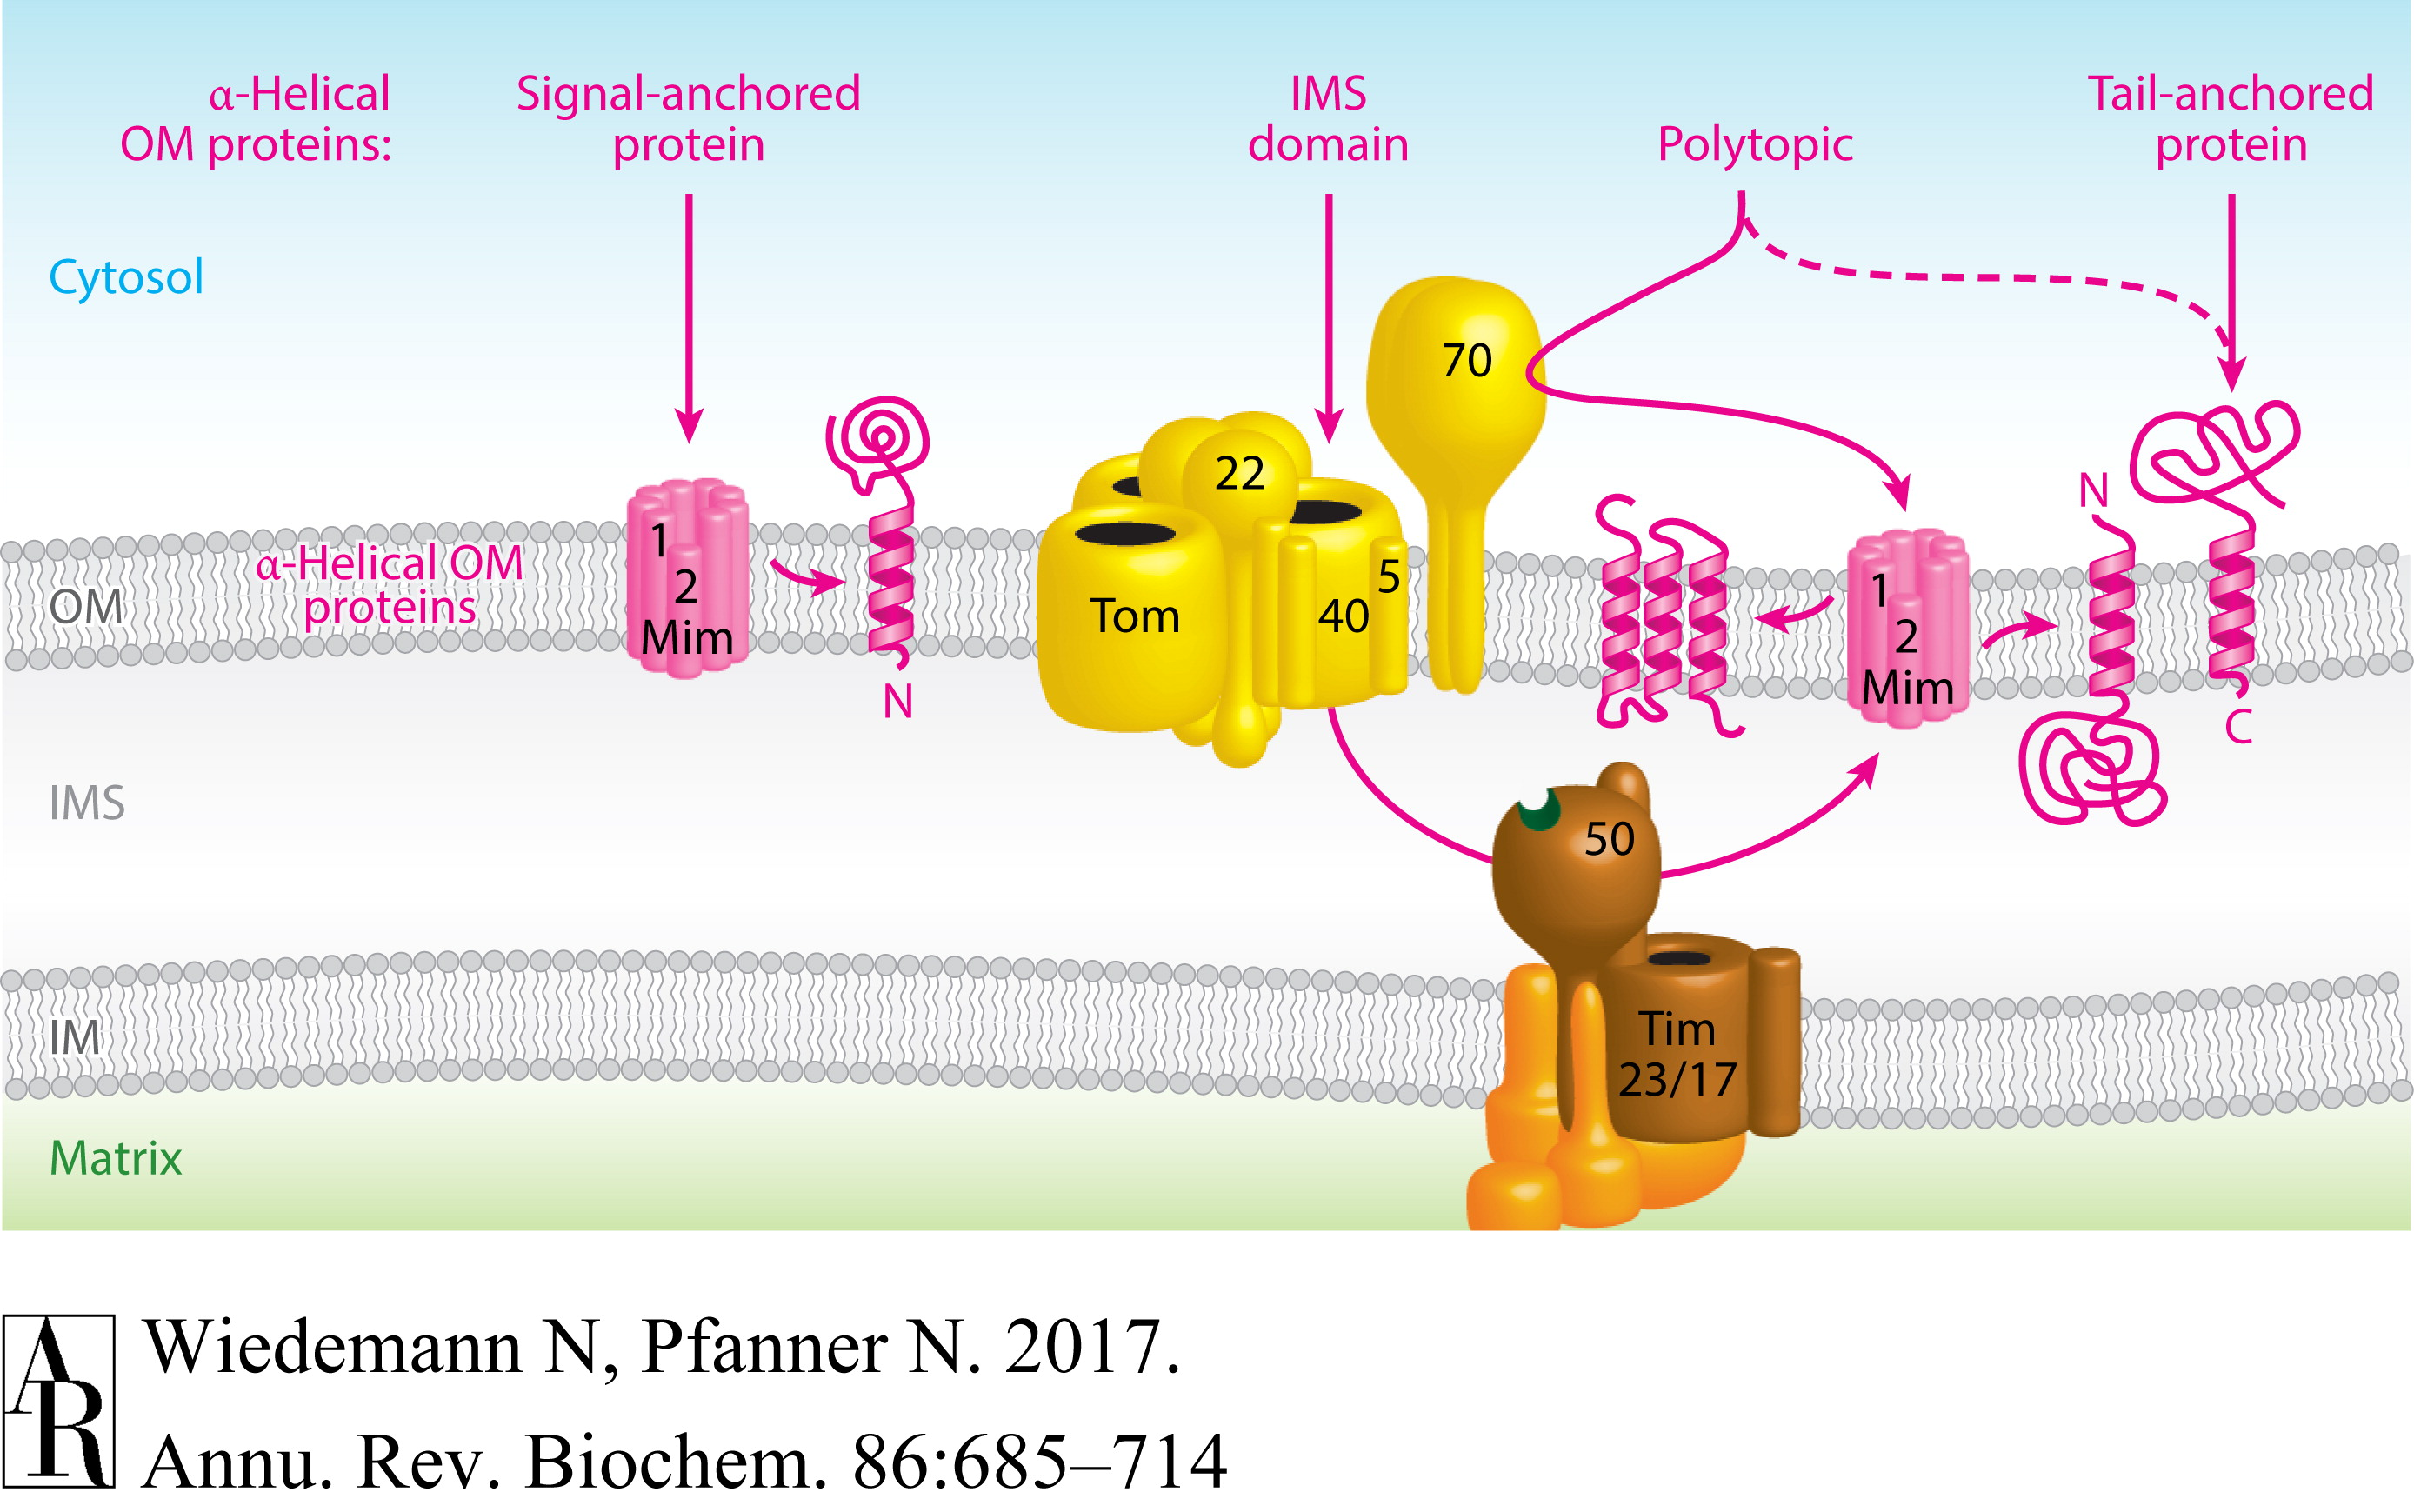 α-Helical
OM proteins:
Signal-anchored
protein
IMS
domain
Polytopic
Tail-anchored
protein
Cytosol
70
22
N
1
2
Mim
α-Helical OM
proteins
OM
N
Tom
40
5
1
2
Mim
C
IMS
50
IM
Tim
23/17
Matrix
AR
Wiedemann N, Pfanner N. 2017.
Annu. Rev. Biochem. 86:685–714